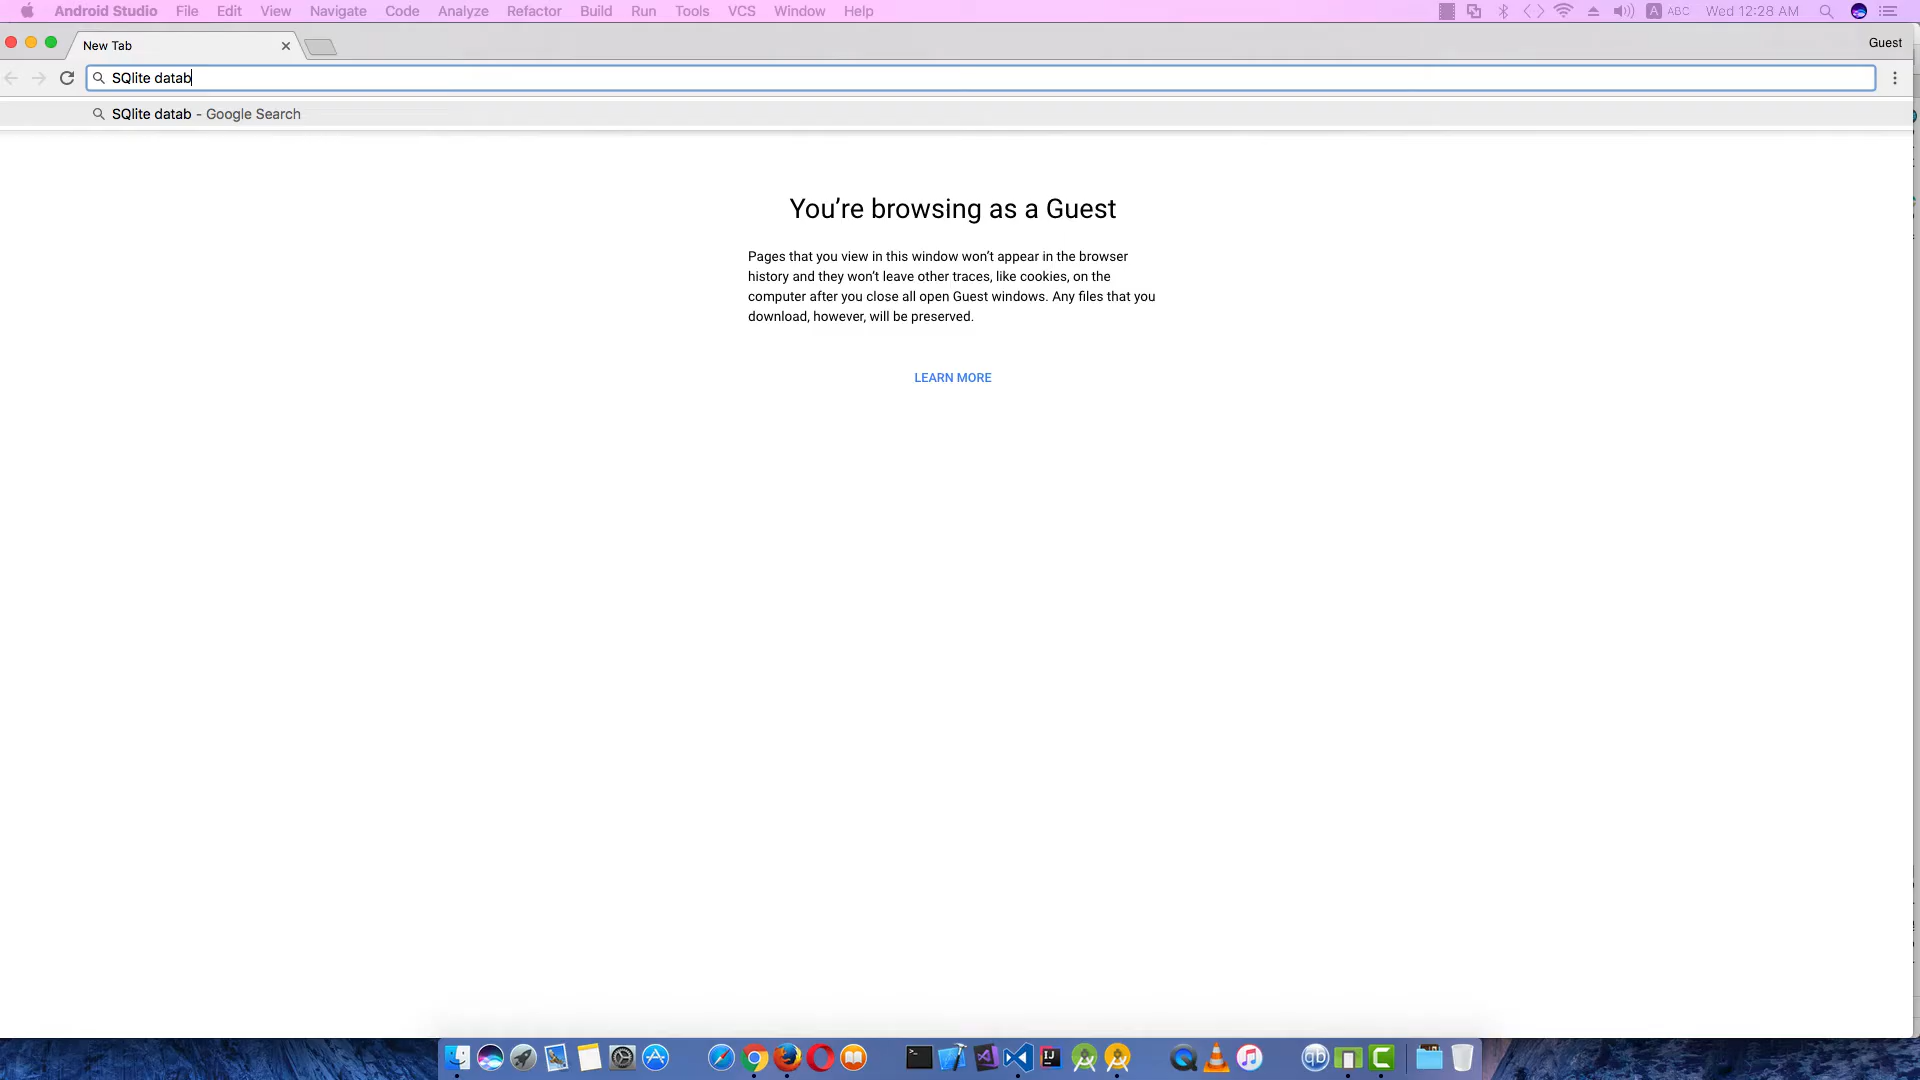 Android Studio File Edit View Navigate Code Analyze Refactor Build Run Tools VCS Window Help A ABC Wed 12:28 AM
New Tab
Guest
SQlite datab
SQlite datab - Google Search
You’re browsing as a Guest
Pages that you view in this window won’t appear in the browser
history and they won’t leave other traces, like cookies, on the
computer after you close all open Guest windows. Any files that you
download, however, will be preserved.
LEARN MORE